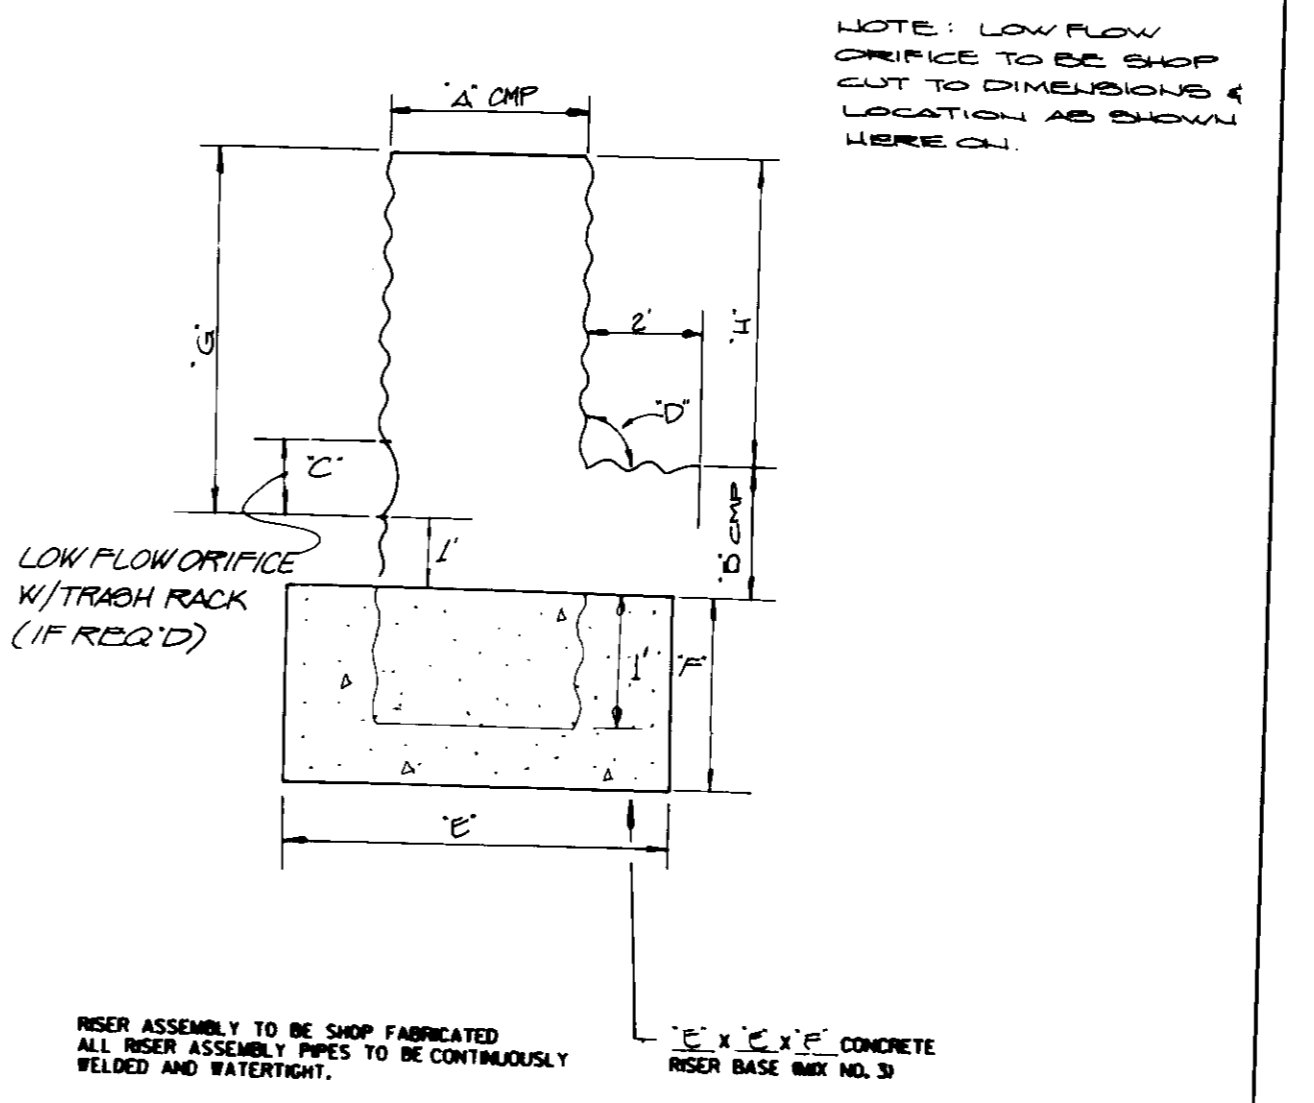 NOTE: LOW FLOW
ORIFICE TO BE SHOP
CUT TO DIMENSIONS &
LOCATION AS SHOWN
HERE ON.
"A" CMP
"G"
2'
"H"
"D"
"C"
"B" CMP
1'
LOW FLOW ORIFICE
W/TRASH RACK
(IF REQ'D)
1'
"F"
"E"
RISER ASSEMBLY TO BE SHOP FABRICATED
ALL RISER ASSEMBLY PIPES TO BE CONTINUOUSLY
WELDED AND WATERTIGHT.
"E" X "E" X "F" CONCRETE
RISER BASE (MIX NO. 3)